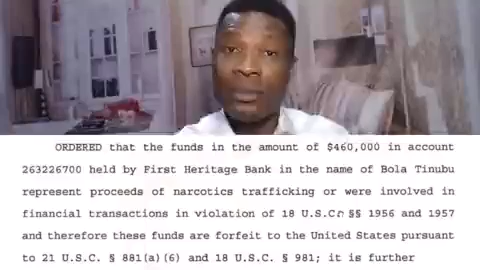 ORDERED that the funds in the amount of $460,000 in account
263226700 held by First Heritage Bank in the name of Bola Tinubu
represent proceeds of narcotics trafficking or were involved in
financial transactions in violation of 18 U.S.C. §§ 1956 and 1957
and therefore these funds are forfeit to the United States pursuant
to 21 U.S.C. § 881(a)(6) and 18 U.S.C. § 981; it is further